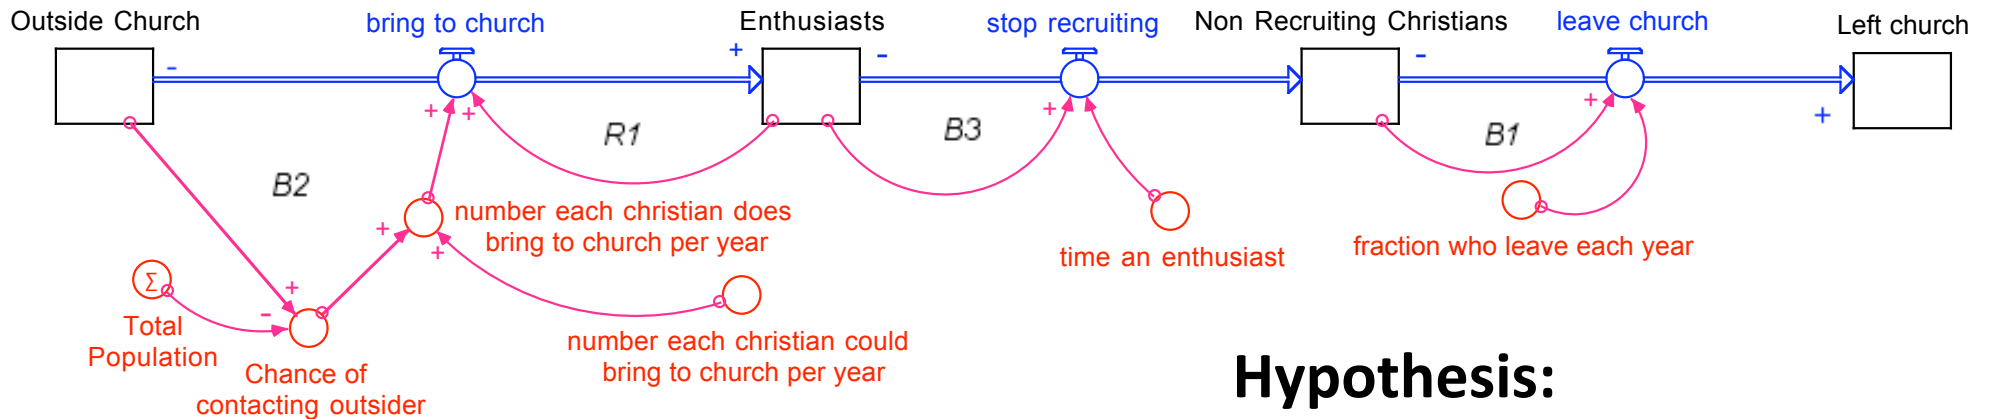 Outside Church
bring to church
Enthusiasts
stop recruiting
Non Recruiting Christians
leave church
Left church
-
+
-
-
+
+
+
R1
+
B3
+
B1
+
B2
number each christian does
bring to church per year
time an enthusiast
fraction who leave each year
+
+
+
-
Σ
Total
Population
number each christian could
bring to church per year
Chance of
contacting outsider
Hypothesis: